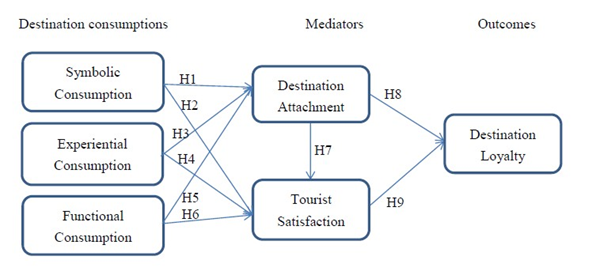 Destination consumptions
Mediators
Outcomes
Symbolic
Consumption
Experiential
Consumption
Functional
Consumption
H1
H2
H3
H4
H5
H6
Destination
Attachment
H7
Tourist
Satisfaction
H8
H9
Destination
Loyalty